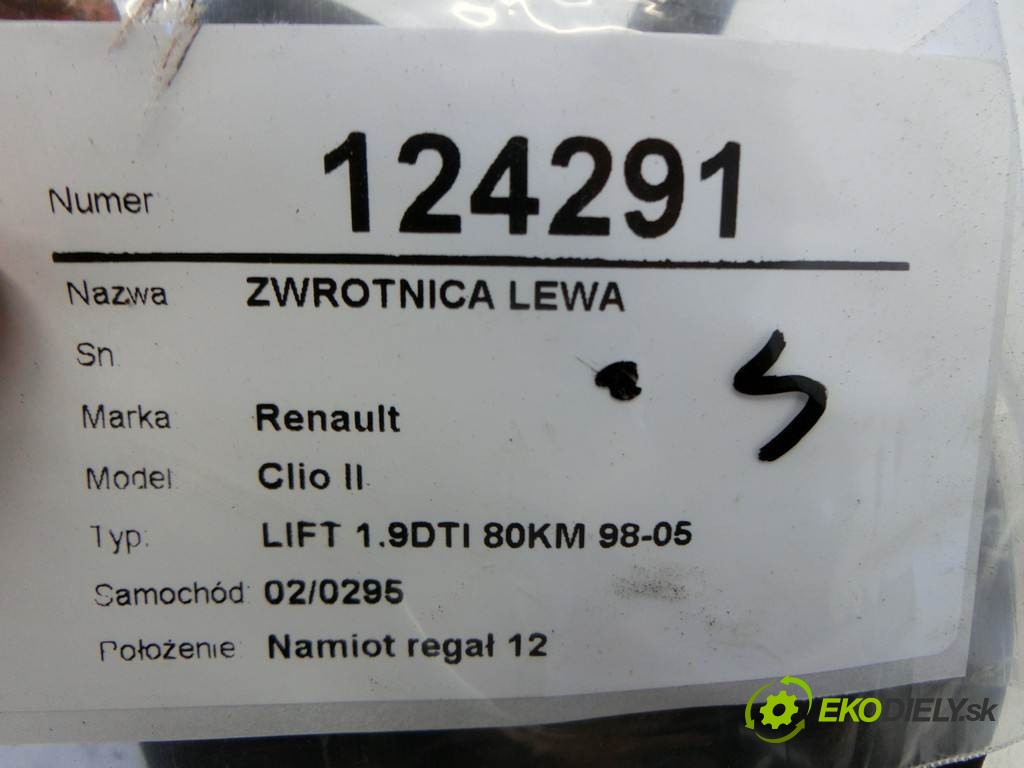 Numer 124291
Nazwa ZWROTNICA LEWA
Sn
Marka Renault
Model Clio II
Typ: LIFT 1.9DTI 80KM 98-05
Samochód 02/0295
Położenie Namiot regał 12
EKODIELY.sk